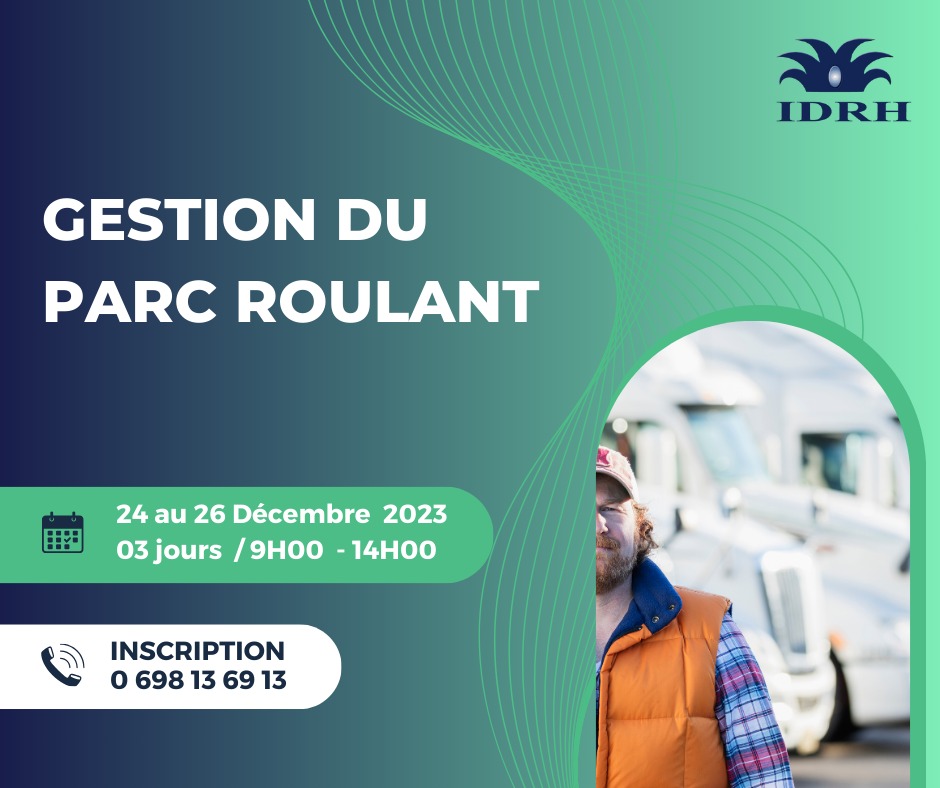 IDRH
GESTION DU
PARC ROULANT
24 au 26 Décembre 2023
03 jours / 9H00 - 14H00
INSCRIPTION
0 698 13 69 13